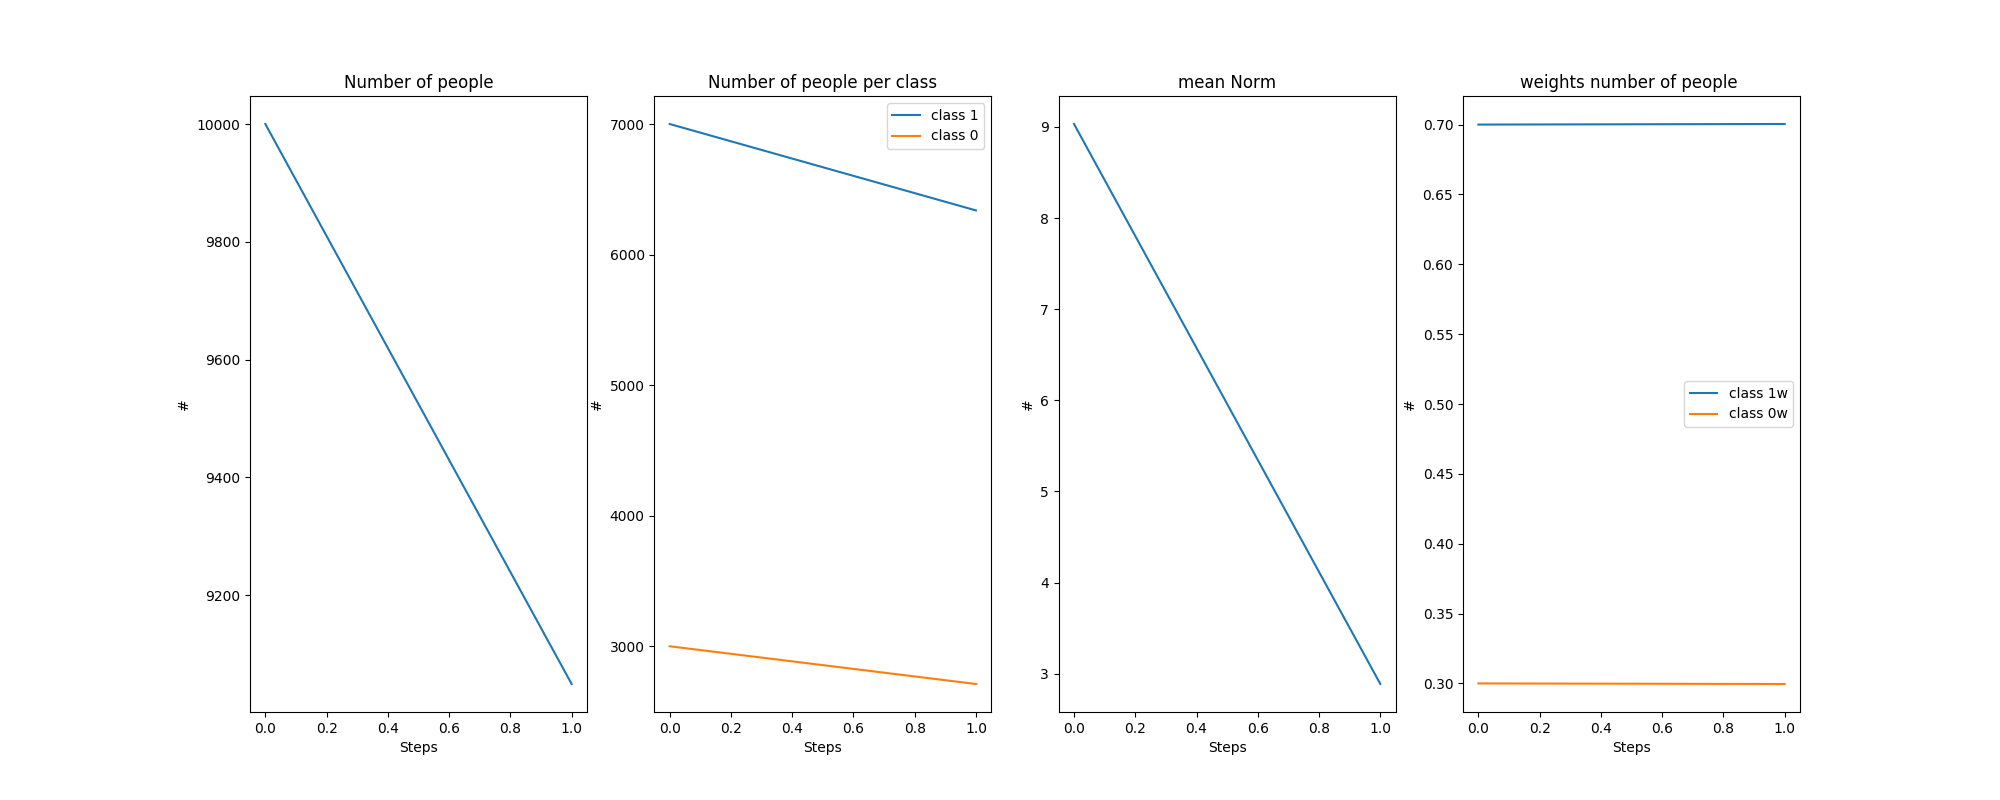 Number of people
10000
9800
9600
9400
9200
#
0.0 0.2 0.4 0.6 0.8 1.0
Steps
Number of people per class
class 1
class 0
7000
6000
5000
4000
3000
#
0.0 0.2 0.4 0.6 0.8 1.0
Steps
mean Norm
9
8
7
6
5
4
3
#
0.0 0.2 0.4 0.6 0.8 1.0
Steps
weights number of people
0.70
0.65
0.60
0.55
0.50
0.45
0.40
0.35
0.30
#
class 1w
class 0w
0.0 0.2 0.4 0.6 0.8 1.0
Steps